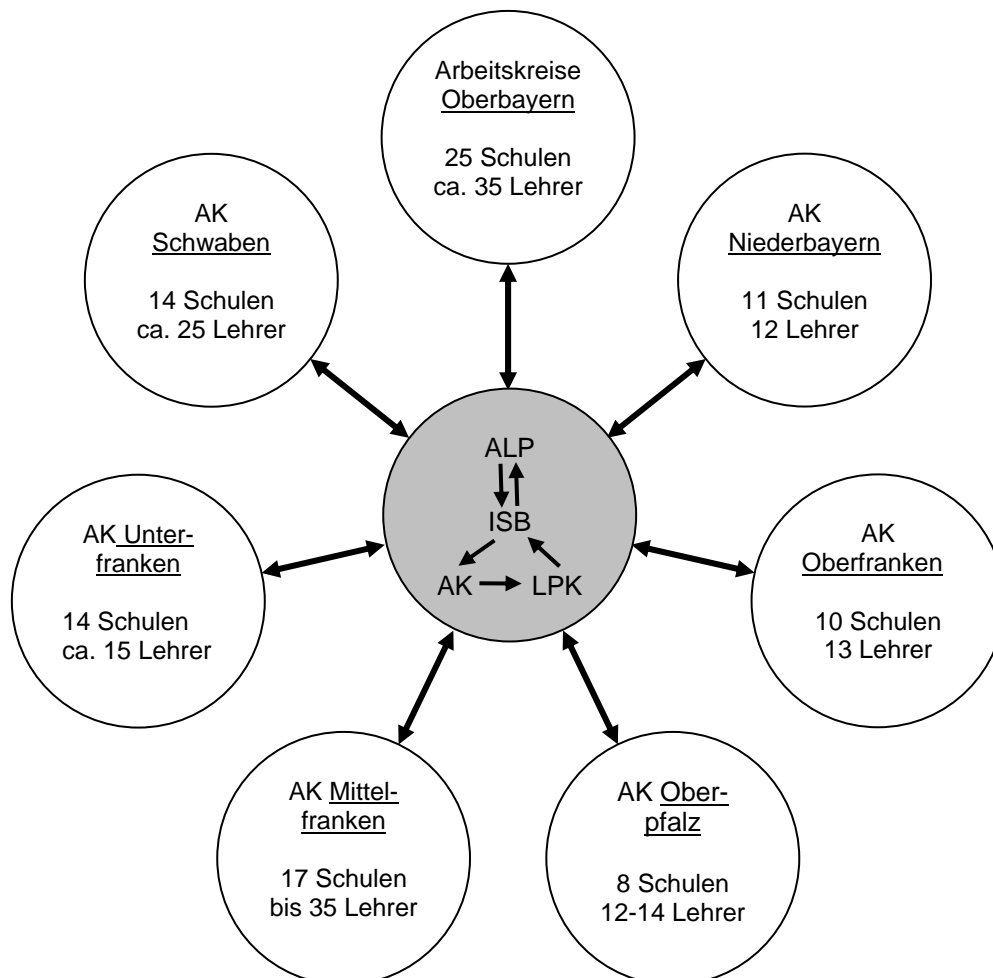 Arbeitskreise
Oberbayern
25 Schulen
ca. 35 Lehrer
AK
Schwaben
14 Schulen
ca. 25 Lehrer
AK
Niederbayern
11 Schulen
12 Lehrer
ALP
ISB
AK
LPK
AK Unter-
franken
14 Schulen
ca. 15 Lehrer
AK
Oberfranken
10 Schulen
13 Lehrer
AK Mittel-
franken
17 Schulen
bis 35 Lehrer
AK Ober-
pfalz
8 Schulen
12-14 Lehrer